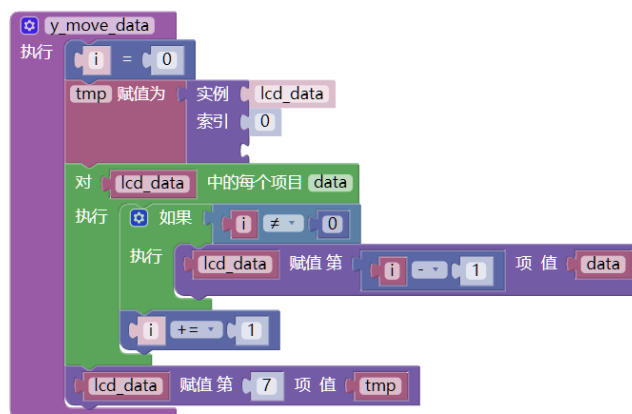 y_move_data
执行
i = 0
tmp 赋值为 实例 lcd_data
索引 0
对 lcd_data 中的每个项目 data
执行 如果 i ≠ 0
执行 lcd_data 赋值 第 i - 1 项 值 data
i += 1
lcd_data 赋值 第 7 项 值 tmp